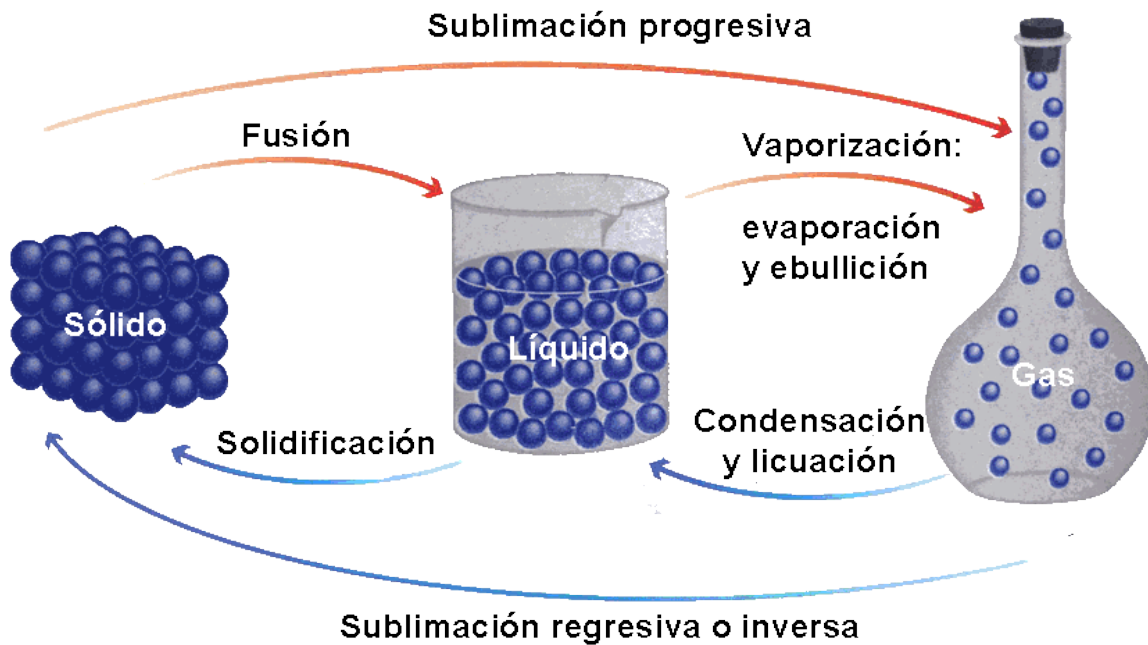 Sublimación progresiva
Fusión
Vaporización:
evaporación
y ebullición
Sólido
Líquido
Gas
Solidificación
Condensación
y licuación
Sublimación regresiva o inversa